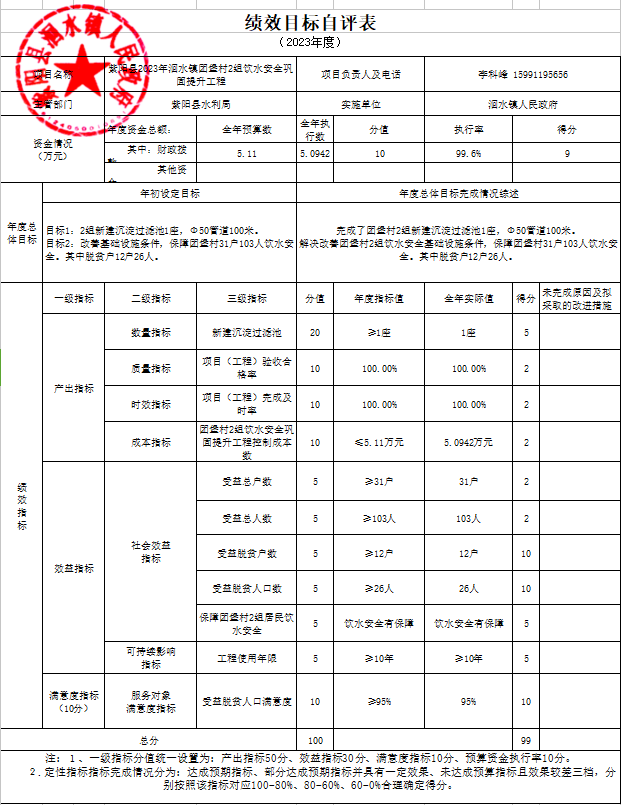 绩效目标自评表
（2023年度）
项目名称 紫阳县2023年洄水镇团堡村2组饮水安全巩固提升工程 项目负责人及电话 李科峰 15991195656
主管部门 紫阳县水利局 实施单位 洄水镇人民政府
资金情况（万元） 年度资金总额： 全年预算数 全年执行数 分值 执行率 得分
其中：财政拨款 5.11 5.0942 10 99.6% 9
其他资
年度总体目标 年初设定目标 年度总体目标完成情况综述
目标1：2组新建沉淀过滤池1座，Φ50管道100米。
目标2：改善基础设施条件，保障团堡村31户103人饮水安全。其中脱贫户12户26人。
完成了团堡村2组新建沉淀过滤池1座，Φ50管道100米。
解决改善团堡村2组饮水安全基础设施条件，保障团堡村31户103人饮水安全。其中脱贫户12户26人。
绩效指标 一级指标 二级指标 三级指标 分值 年度指标值 全年实际值 得分 未完成原因及拟采取的改进措施
产出指标 数量指标 新建沉淀过滤池 20 ≥1座 1座 5
质量指标 项目（工程）验收合格率 10 100.00% 100.00% 2
时效指标 项目（工程）完成及时率 10 100.00% 100.00% 2
成本指标 团堡村2组饮水安全巩固提升工程控制成本数 10 ≤5.11万元 5.0942万元 2
效益指标 社会效益指标 受益总户数 5 ≥31户 31户 2
受益总人数 5 ≥103人 103人 2
受益脱贫户数 5 ≥12户 12户 10
受益脱贫人口数 5 ≥26人 26人 10
保障团堡村2组居民饮水安全 5 饮水安全有保障 饮水安全有保障 5
可持续影响指标 工程使用年限 5 ≥10年 ≥10年 5
满意度指标（10分） 服务对象满意度指标 受益脱贫人口满意度 10 ≥95% 95% 10
总分 100 99
注：1、一级指标分值统一设置为：产出指标50分、效益指标30分、满意度指标10分、预算资金执行率10分。
2.定性指标指标完成情况分为：达成预期指标、部分达成预期指标并具有一定效果、未达成预算指标且效果较差三档，分别按照该指标对应100-80%、80-60%、60-0%合理确定得分。
紫阳县洄水镇人民政府